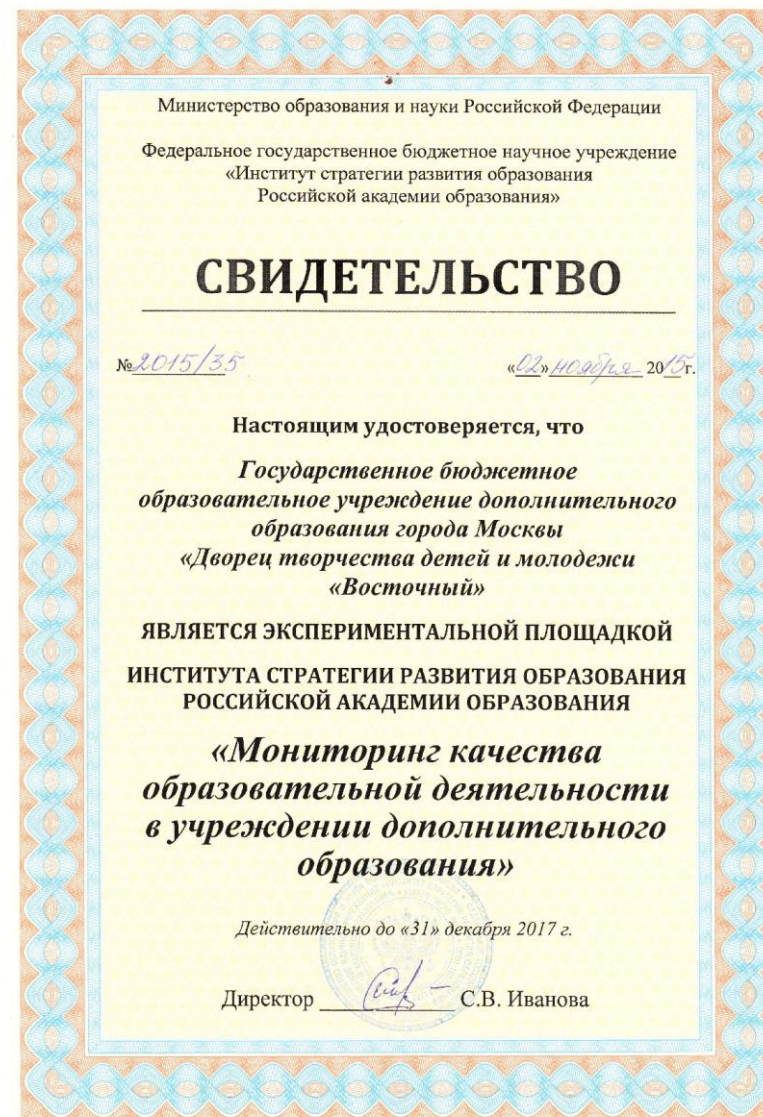 Министерство образования и науки Российской Федерации
Федеральное государственное бюджетное научное учреждение
«Институт стратегии развития образования
Российской академии образования»
СВИДЕТЕЛЬСТВО
№2015/35 «02» ноября 2015г.
Настоящим удостоверяется, что
Государственное бюджетное
образовательное учреждение дополнительного
образования города Москвы
«Дворец творчества детей и молодежи
«Восточный»
ЯВЛЯЕТСЯ ЭКСПЕРИМЕНТАЛЬНОЙ ПЛОЩАДКОЙ
ИНСТИТУТА СТРАТЕГИИ РАЗВИТИЯ ОБРАЗОВАНИЯ
РОССИЙСКОЙ АКАДЕМИИ ОБРАЗОВАНИЯ
«Мониторинг качества
образовательной деятельности
в учреждении дополнительного
образования»
Действительно до «31» декабря 2017 г.
Директор С.В. Иванова